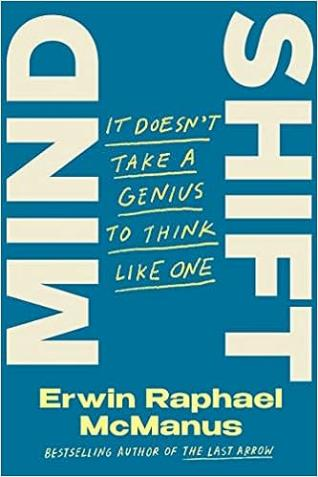 MIND
SHIFT
IT DOESN'T
TAKE A
GENIUS
TO THINK
LIKE ONE
Erwin Raphael
McManus
BESTSELLING AUTHOR OF THE LAST ARROW